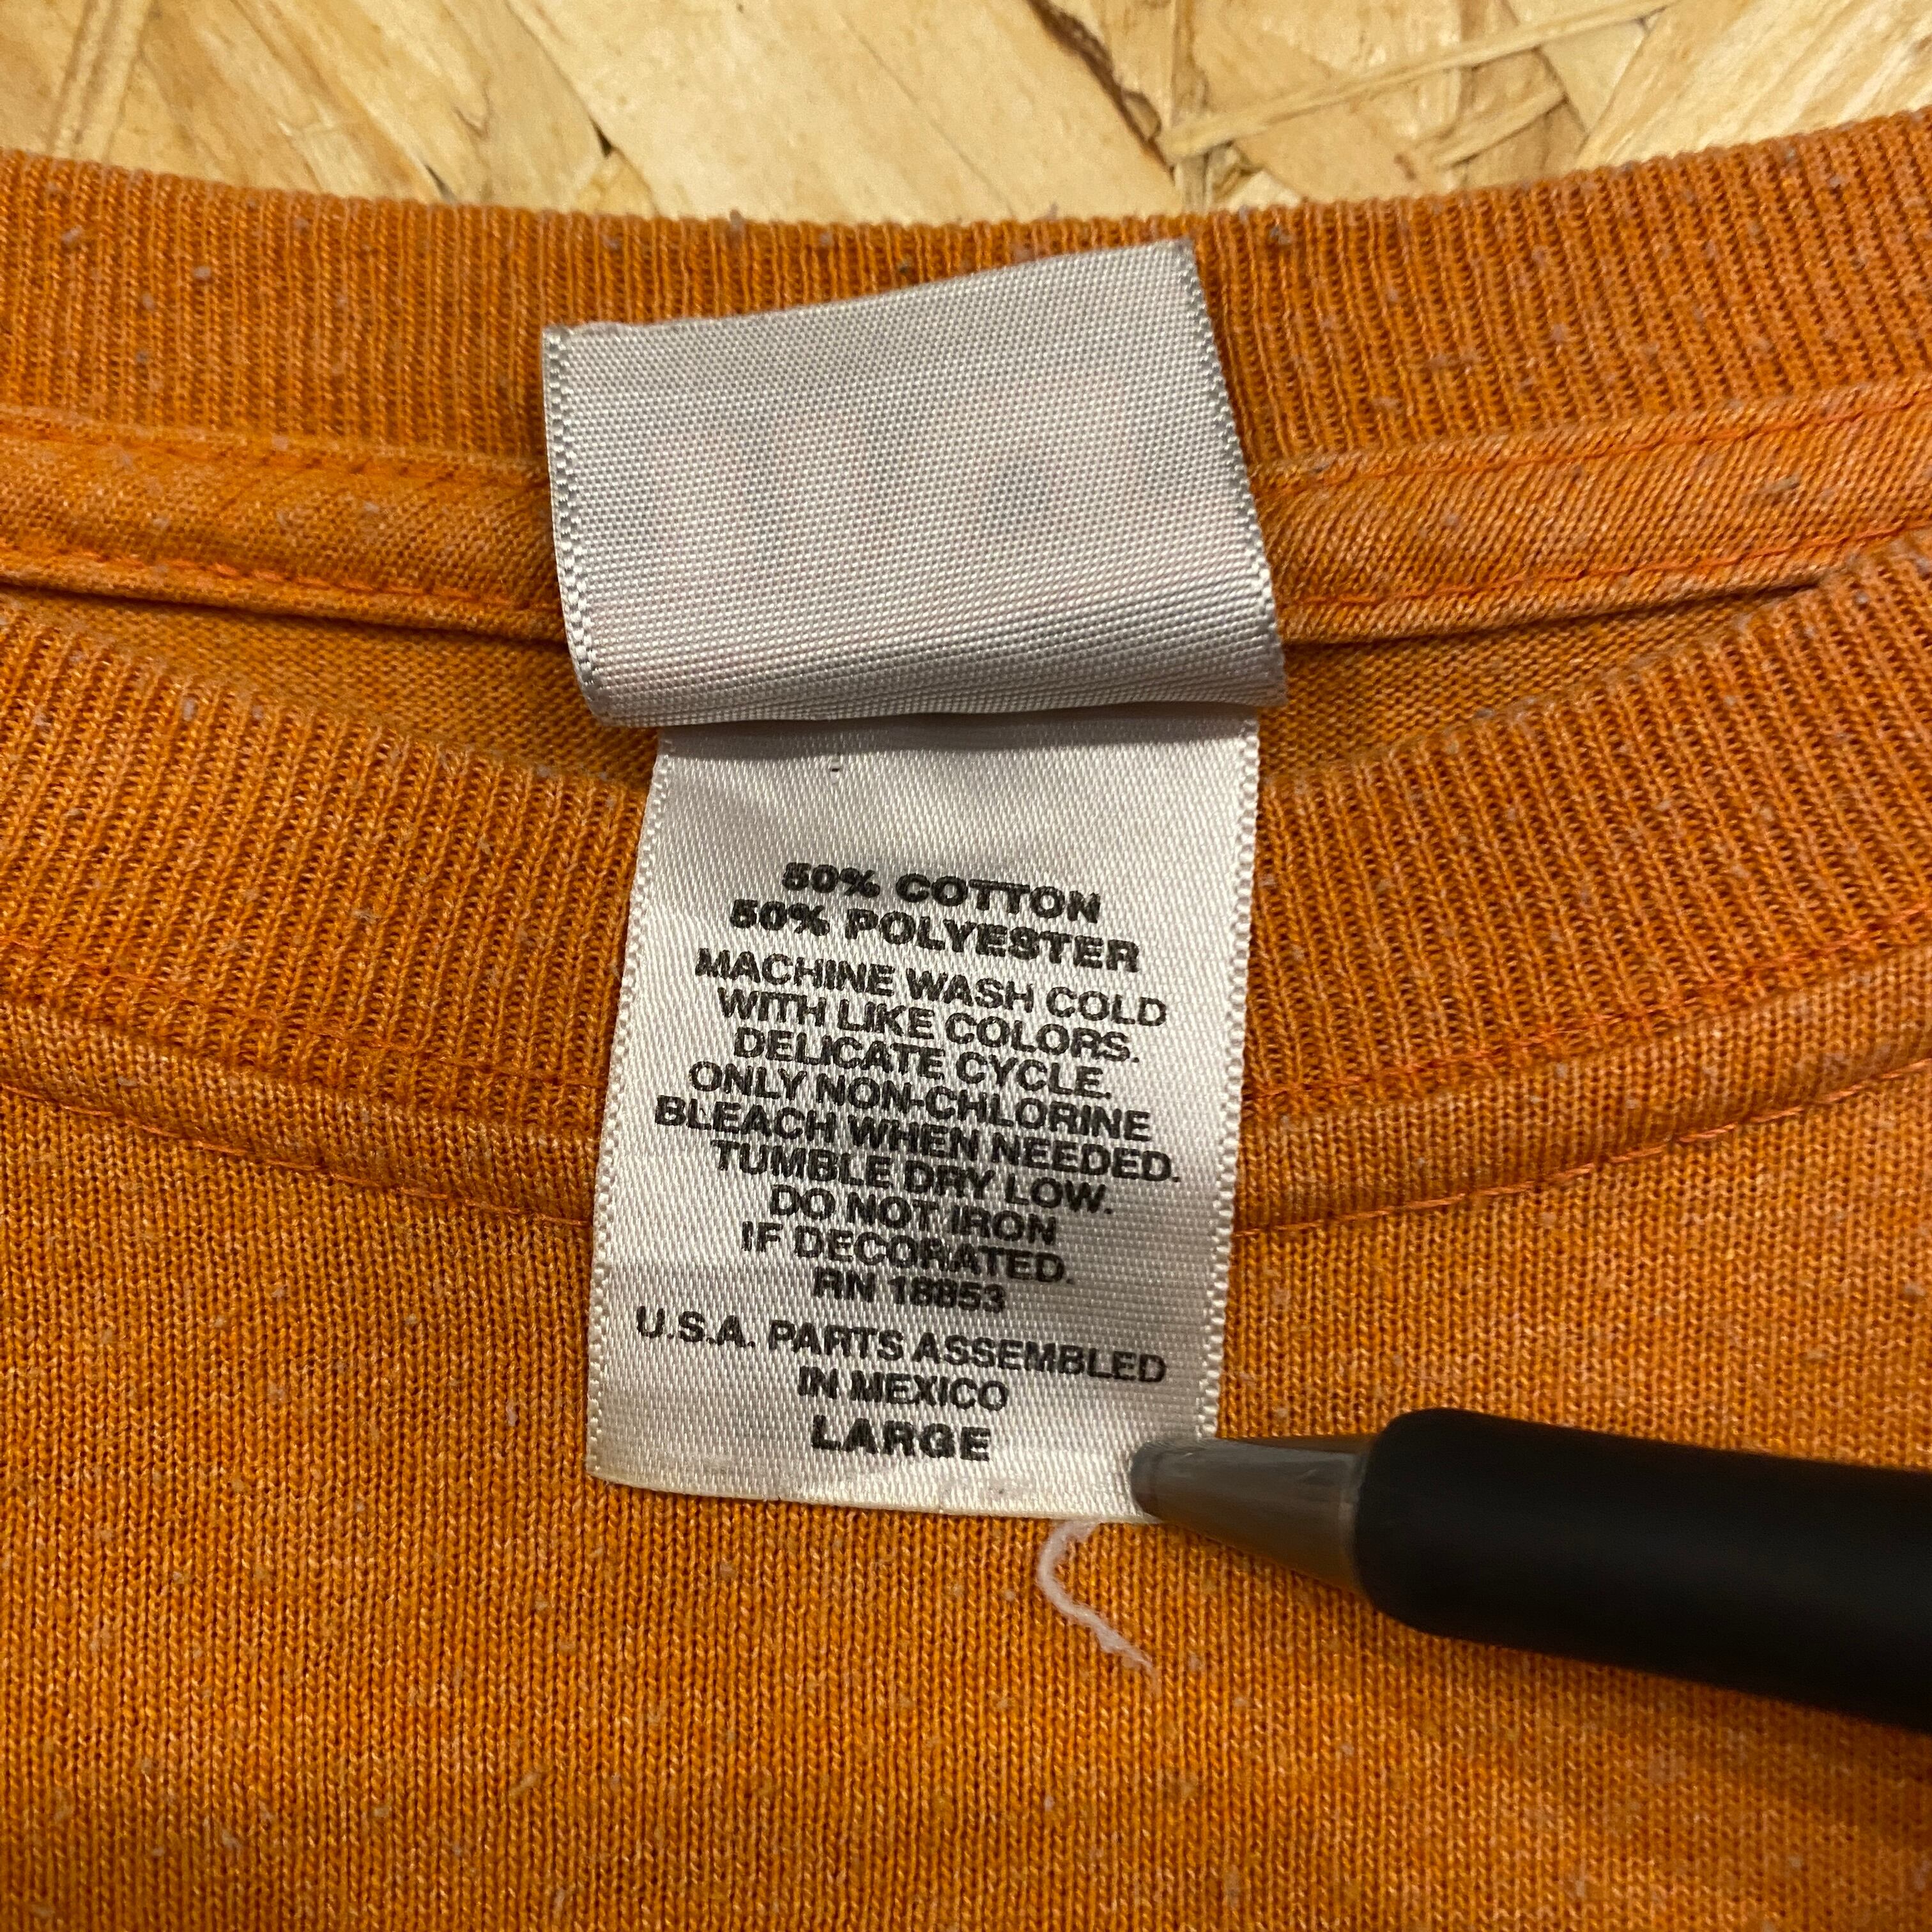 50% COTTON
50% POLYESTER
MACHINE WASH COLD
WITH LIKE COLORS.
DELICATE CYCLE.
ONLY NON-CHLORINE
BLEACH WHEN NEEDED.
TUMBLE DRY LOW.
DO NOT IRON
IF DECORATED.
RN 18853
U.S.A. PARTS ASSEMBLED
IN MEXICO
LARGE